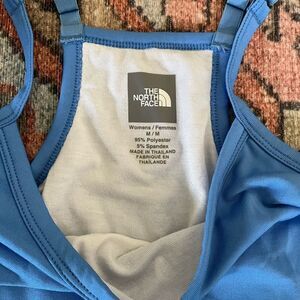 THE
NORTH
FACE
Womens / Femmes
M / M
95% Polyester
5% Spandex
MADE IN THAILAND
FABRIQUÉ EN
THAÏLANDE